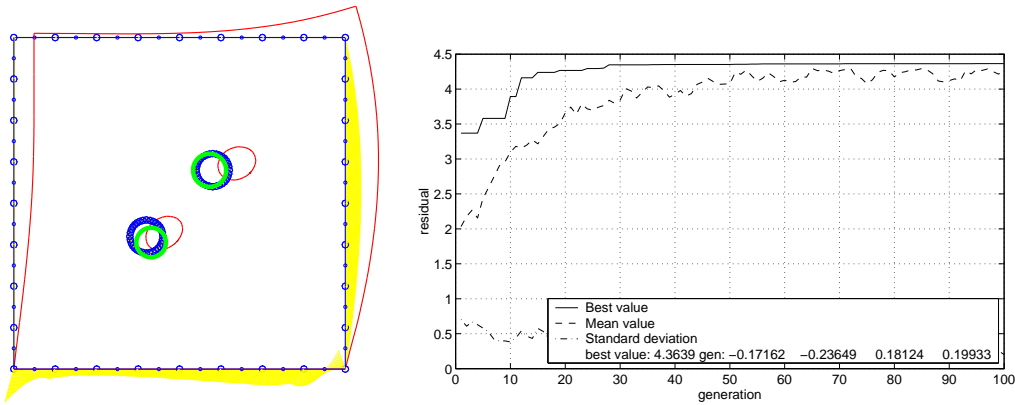 4.5
4
3.5
3
2.5
2
1.5
1
0.5
0
residual
Best value
Mean value
Standard deviation
best value: 4.3639 gen: −0.17162 −0.23649 0.18124 0.19933
0 10 20 30 40 50 60 70 80 90 100
generation